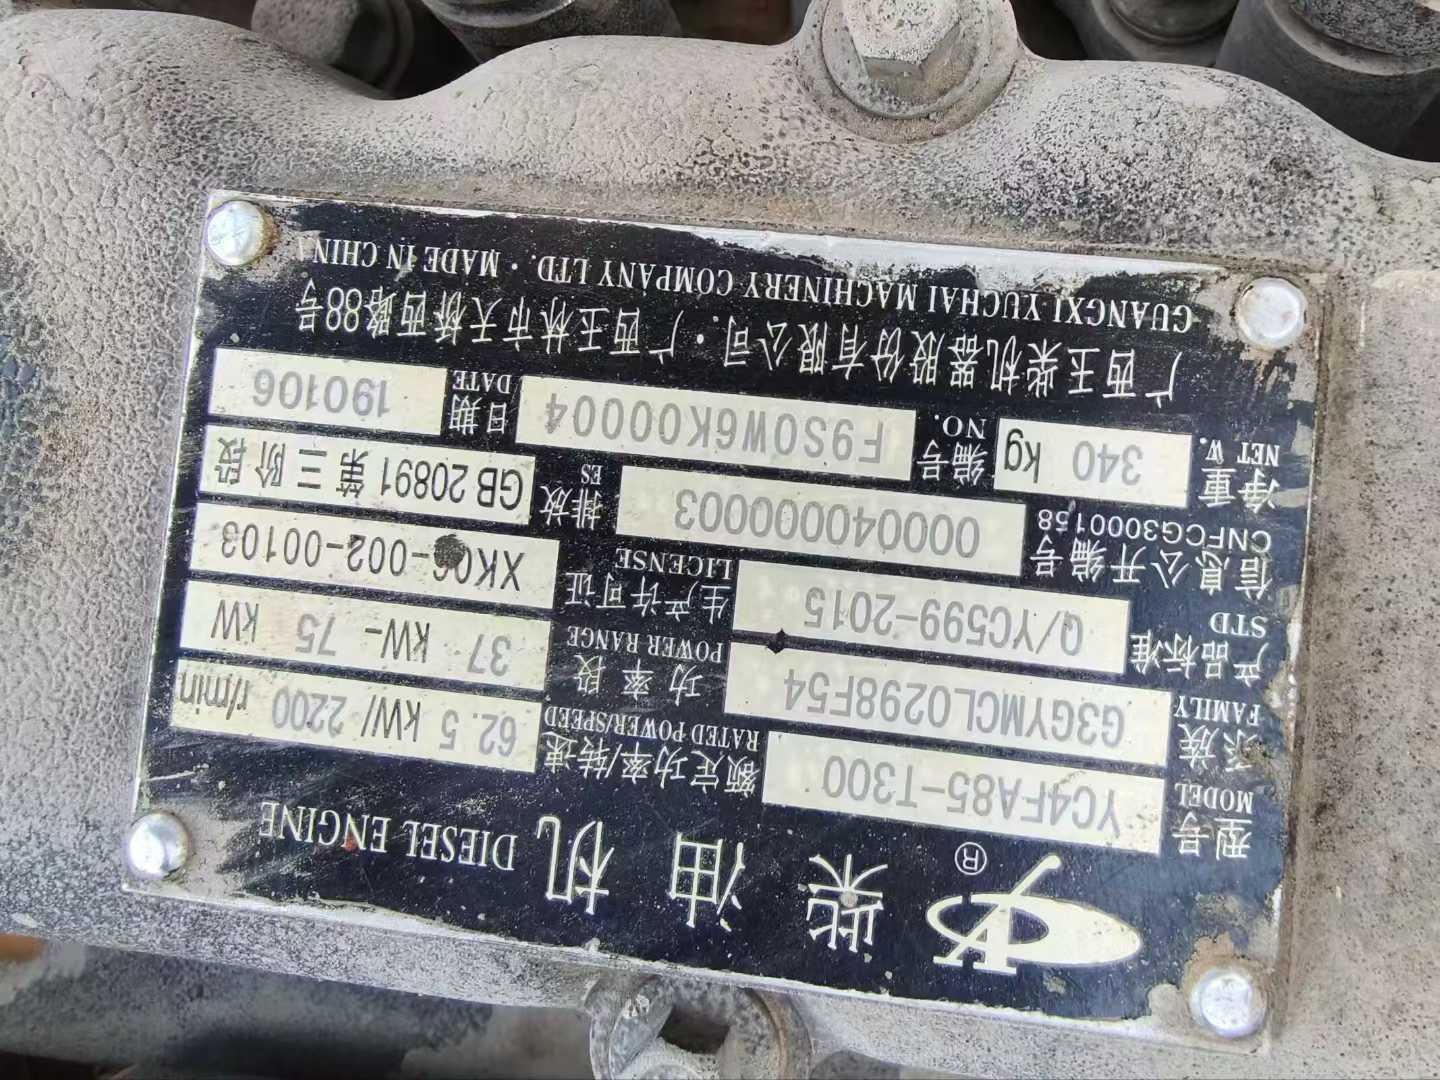 柴油机 DIESEL ENGINE
®
型号 MODEL YC4FA85-T300 额定功率/转速 RATED POWER/SPEED 62.5 kW/ 2200 r/min
系族 FAMILY G3GYMCL0298F54 功率段 POWER RANGE 37 kW- 75 kW
产品标准 STD Q/YC599-2015 生产许可证 LICENSE XK06-002-00103
信息公开编号 CNFCG3000158 000040000003 排放 ES GB 20891 第三阶段
净重 NET W. 340 kg 编号 NO. F9S0W6K00004 日期 DATE 190106
广西玉柴机器股份有限公司·广西玉林市天桥西路88号
GUANGXI YUCHAI MACHINERY COMPANY LTD. · MADE IN CHINA